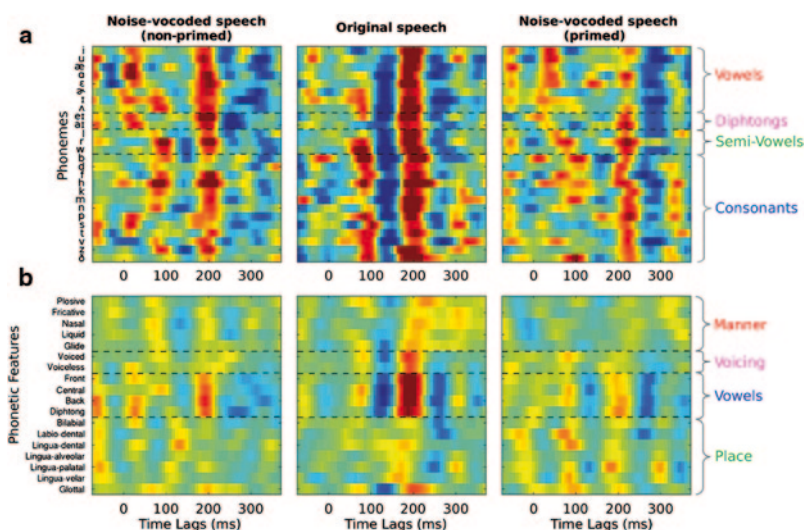 Noise-vocoded speech
(non-primed)
Original speech
Noise-vocoded speech
(primed)
a
Phonemes
i
u
æ
ɑ
ɛ
ɝ
ɪ
ʌ
eɪ
aɪ
l
r
w
b
d
f
h
k
m
n
p
s
t
v
z
ð
Vowels
Diphtongs
Semi-Vowels
Consonants
0 100 200 300
0 100 200 300
0 100 200 300
b
Phonetic Features
Plosive
Fricative
Nasal
Liquid
Glide
Voiced
Voiceless
Front
Central
Back
Diphtong
Bilabial
Labio-dental
Lingua-dental
Lingua-alveolar
Lingua-palatal
Lingua-velar
Glottal
Manner
Voicing
Vowels
Place
0 100 200 300
0 100 200 300
0 100 200 300
Time Lags (ms)
Time Lags (ms)
Time Lags (ms)